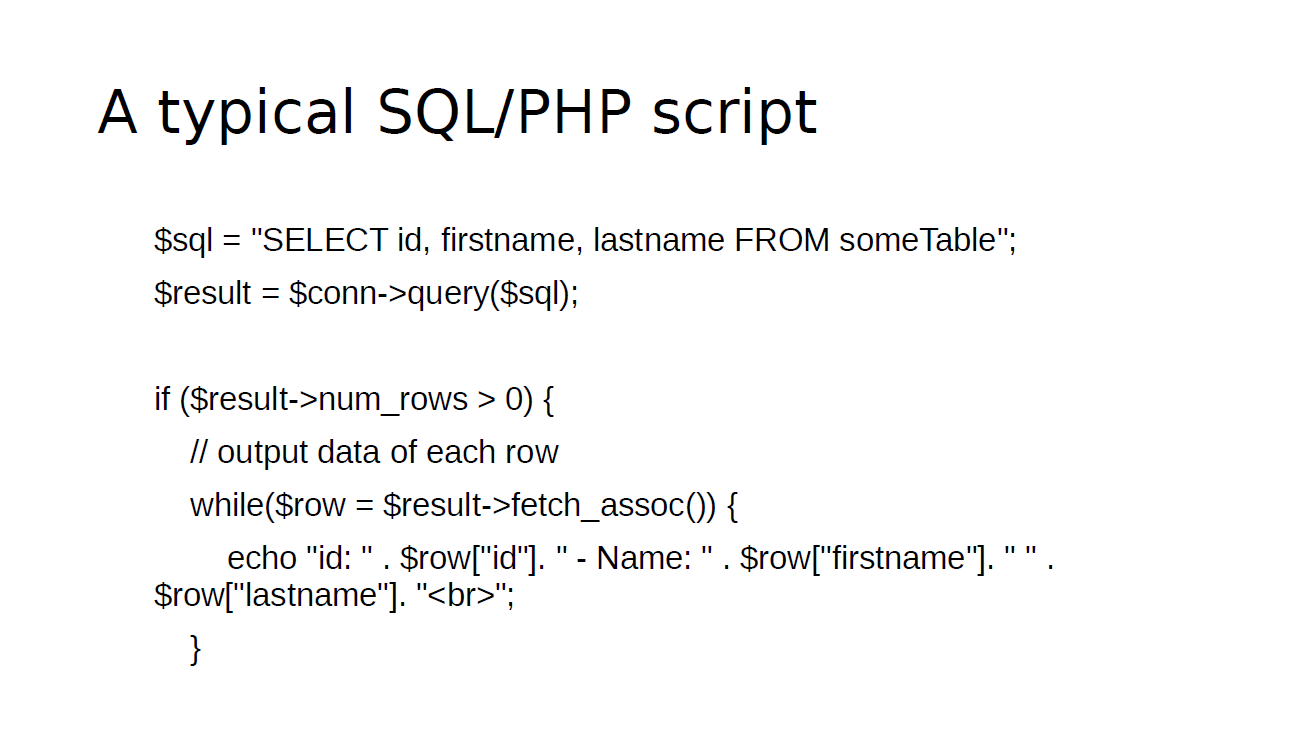 A typical SQL/PHP script
$sql = "SELECT id, firstname, lastname FROM someTable";
$result = $conn->query($sql);
if ($result->num_rows > 0) {
// output data of each row
while($row = $result->fetch_assoc()) {
echo "id: " . $row["id"]. " - Name: " . $row["firstname"]. " " .
$row["lastname"]. "<br>";
}